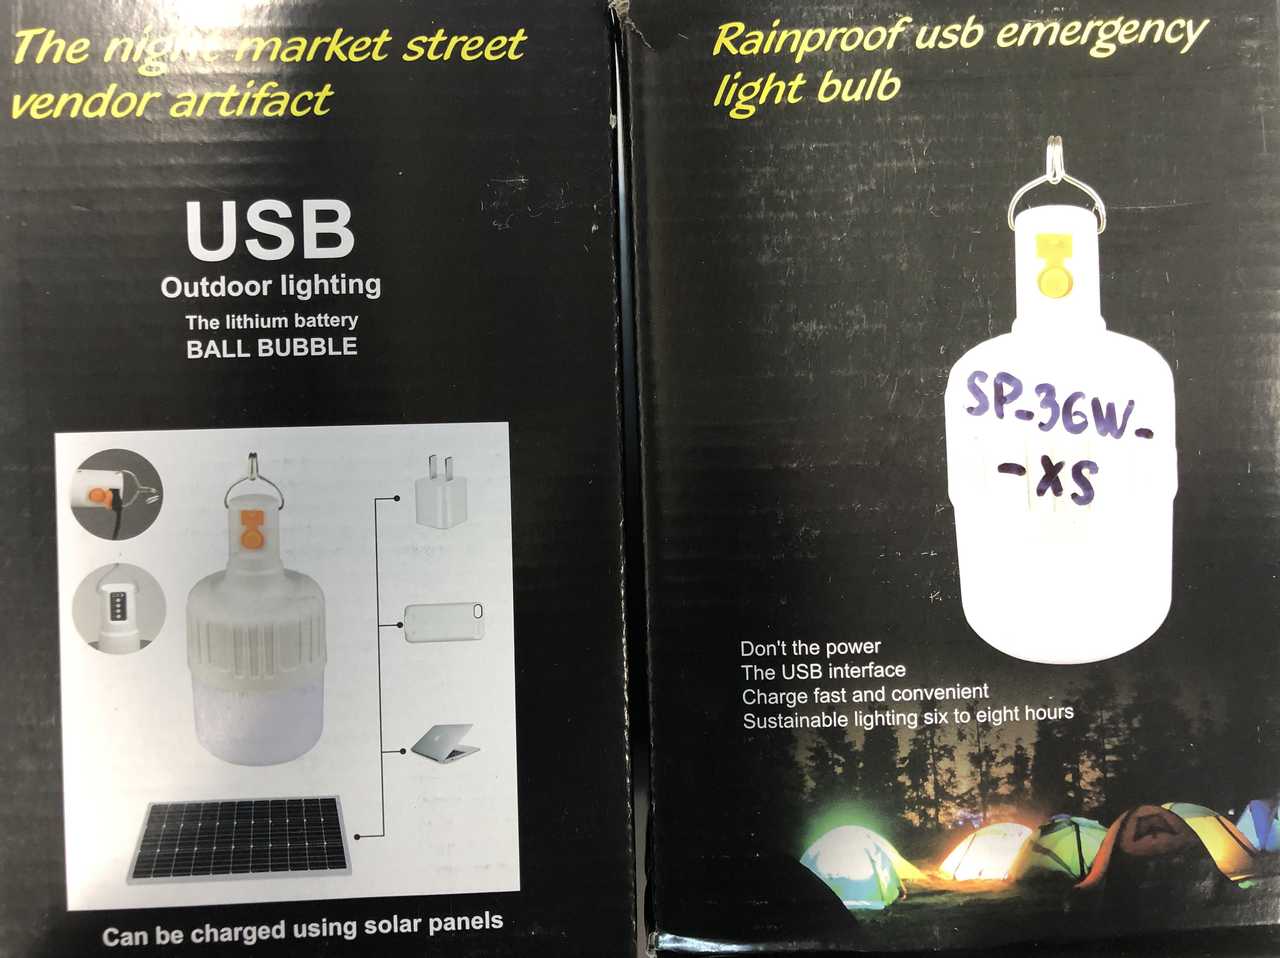 The night market street
vendor artifact
USB
Outdoor lighting
The lithium battery
BALL BUBBLE
Can be charged using solar panels
Rainproof usb emergency
light bulb
SP-36W-
-XS
Don't the power
The USB interface
Charge fast and convenient
Sustainable lighting six to eight hours